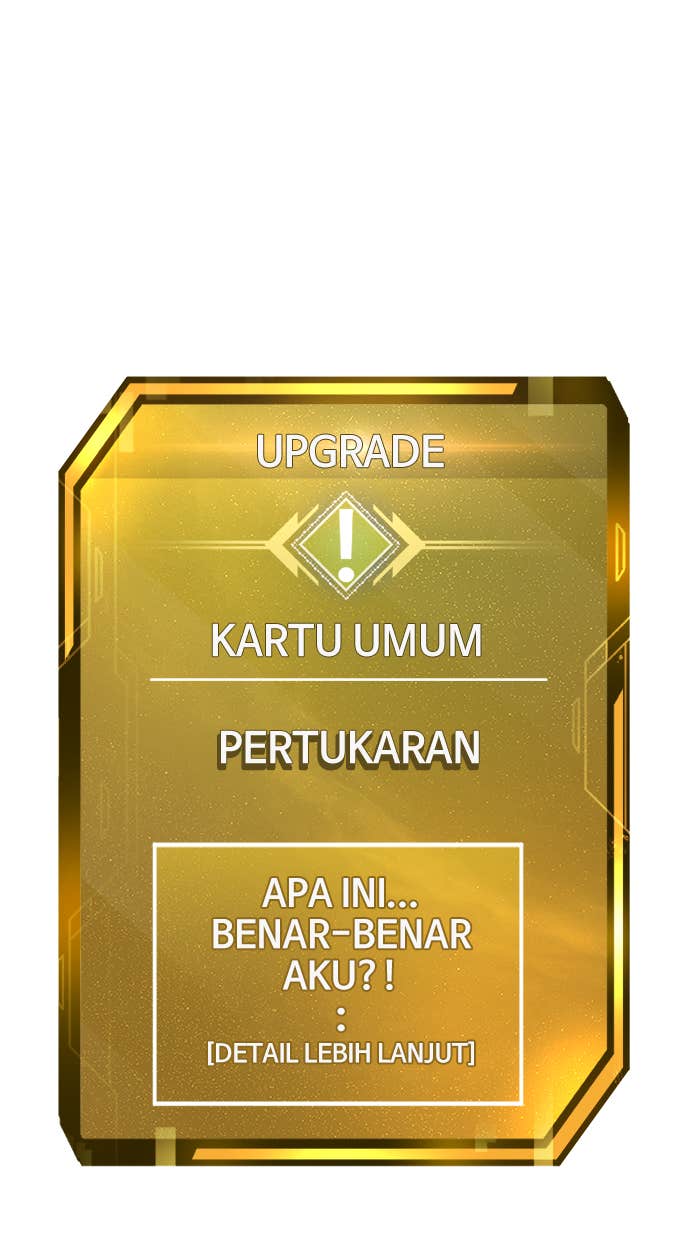 UPGRADE
!
KARTU UMUM
PERTUKARAN
APA INI...
BENAR-BENAR
AKU?!
:
[DETAIL LEBIH LANJUT]